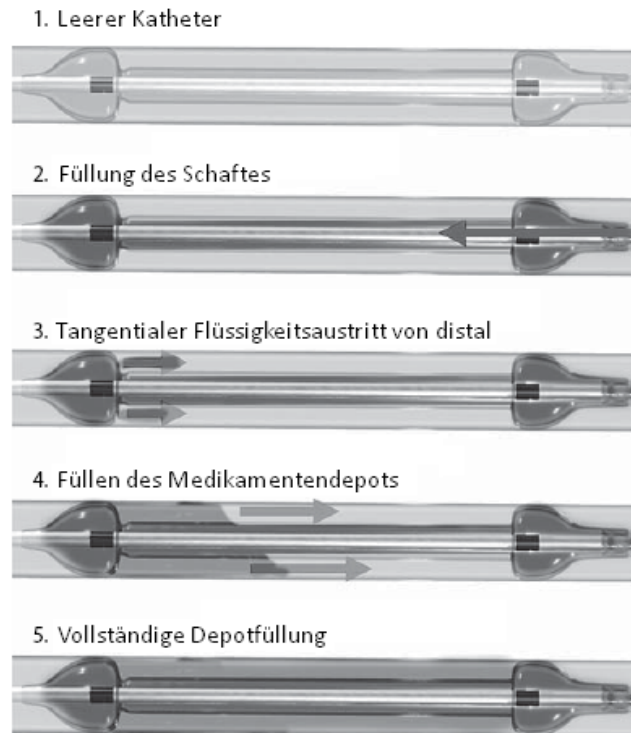 1. Leerer Katheter
2. Füllung des Schaftes
3. Tangentialer Flüssigkeitsaustritt von distal
4. Füllen des Medikamentendepots
5. Vollständige Depotfüllung